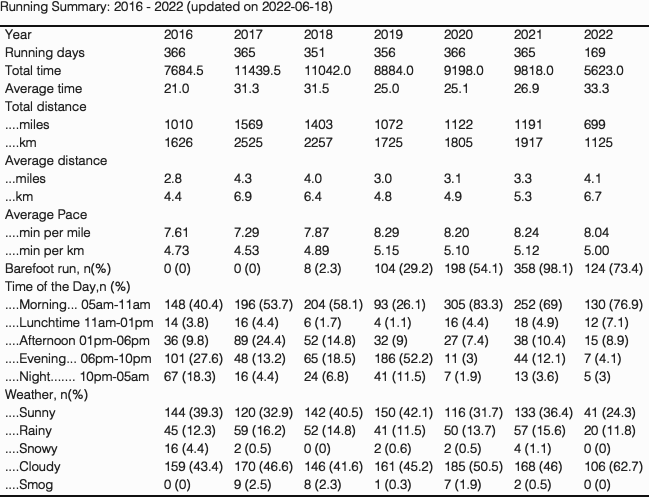 Running Summary: 2016 - 2022 (updated on 2022-06-18)
Year 2016 2017 2018 2019 2020 2021 2022
Running days 366 365 351 356 366 365 169
Total time 7684.5 11439.5 11042.0 8884.0 9198.0 9818.0 5623.0
Average time 21.0 31.3 31.5 25.0 25.1 26.9 33.3
Total distance
....miles 1010 1569 1403 1072 1122 1191 699
....km 1626 2525 2257 1725 1805 1917 1125
Average distance
...miles 2.8 4.3 4.0 3.0 3.1 3.3 4.1
...km 4.4 6.9 6.4 4.8 4.9 5.3 6.7
Average Pace
....min per mile 7.61 7.29 7.87 8.29 8.20 8.24 8.04
....min per km 4.73 4.53 4.89 5.15 5.10 5.12 5.00
Barefoot run, n(%) 0 (0) 0 (0) 8 (2.3) 104 (29.2) 198 (54.1) 358 (98.1) 124 (73.4)
Time of the Day,n (%)
....Morning... 05am-11am 148 (40.4) 196 (53.7) 204 (58.1) 93 (26.1) 305 (83.3) 252 (69) 130 (76.9)
....Lunchtime 11am-01pm 14 (3.8) 16 (4.4) 6 (1.7) 4 (1.1) 16 (4.4) 18 (4.9) 12 (7.1)
....Afternoon 01pm-06pm 36 (9.8) 89 (24.4) 52 (14.8) 32 (9) 27 (7.4) 38 (10.4) 15 (8.9)
....Evening... 06pm-10pm 101 (27.6) 48 (13.2) 65 (18.5) 186 (52.2) 11 (3) 44 (12.1) 7 (4.1)
....Night....... 10pm-05am 67 (18.3) 16 (4.4) 24 (6.8) 41 (11.5) 7 (1.9) 13 (3.6) 5 (3)
Weather, n(%)
....Sunny 144 (39.3) 120 (32.9) 142 (40.5) 150 (42.1) 116 (31.7) 133 (36.4) 41 (24.3)
....Rainy 45 (12.3) 59 (16.2) 52 (14.8) 41 (11.5) 50 (13.7) 57 (15.6) 20 (11.8)
....Snowy 16 (4.4) 2 (0.5) 0 (0) 2 (0.6) 2 (0.5) 4 (1.1) 0 (0)
....Cloudy 159 (43.4) 170 (46.6) 146 (41.6) 161 (45.2) 185 (50.5) 168 (46) 106 (62.7)
....Smog 0 (0) 9 (2.5) 8 (2.3) 1 (0.3) 7 (1.9) 2 (0.5) 0 (0)